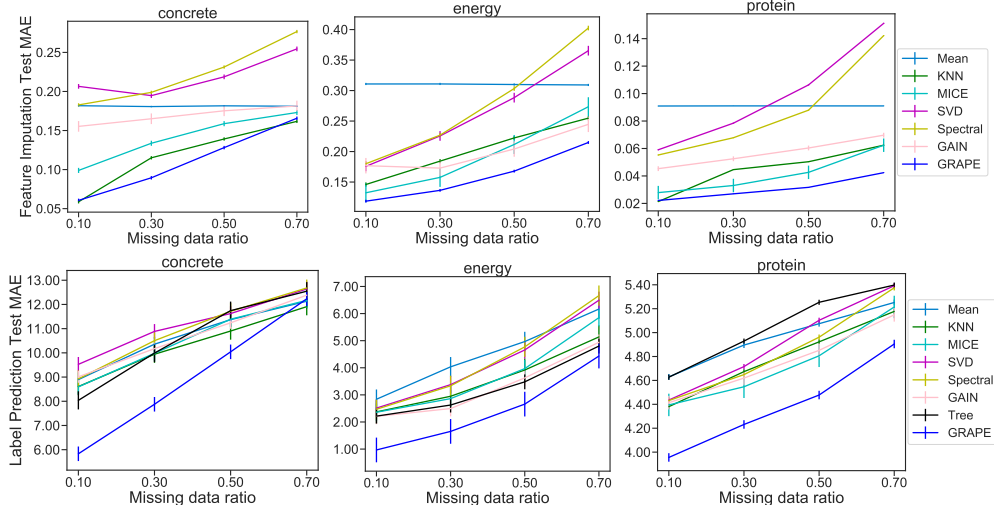 concrete
energy
protein
Feature Imputation Test MAE
0.25
0.20
0.15
0.10
0.05
0.10
0.30
0.50
0.70
Missing data ratio
0.40
0.35
0.30
0.25
0.20
0.15
0.10
0.30
0.50
0.70
Missing data ratio
0.14
0.12
0.10
0.08
0.06
0.04
0.02
0.10
0.30
0.50
0.70
Missing data ratio
Mean
KNN
MICE
SVD
Spectral
GAIN
GRAPE
concrete
energy
protein
Label Prediction Test MAE
13.00
12.00
11.00
10.00
9.00
8.00
7.00
6.00
0.10
0.30
0.50
0.70
Missing data ratio
7.00
6.00
5.00
4.00
3.00
2.00
1.00
0.10
0.30
0.50
0.70
Missing data ratio
5.40
5.20
5.00
4.80
4.60
4.40
4.20
4.00
0.10
0.30
0.50
0.70
Missing data ratio
Mean
KNN
MICE
SVD
Spectral
GAIN
Tree
GRAPE